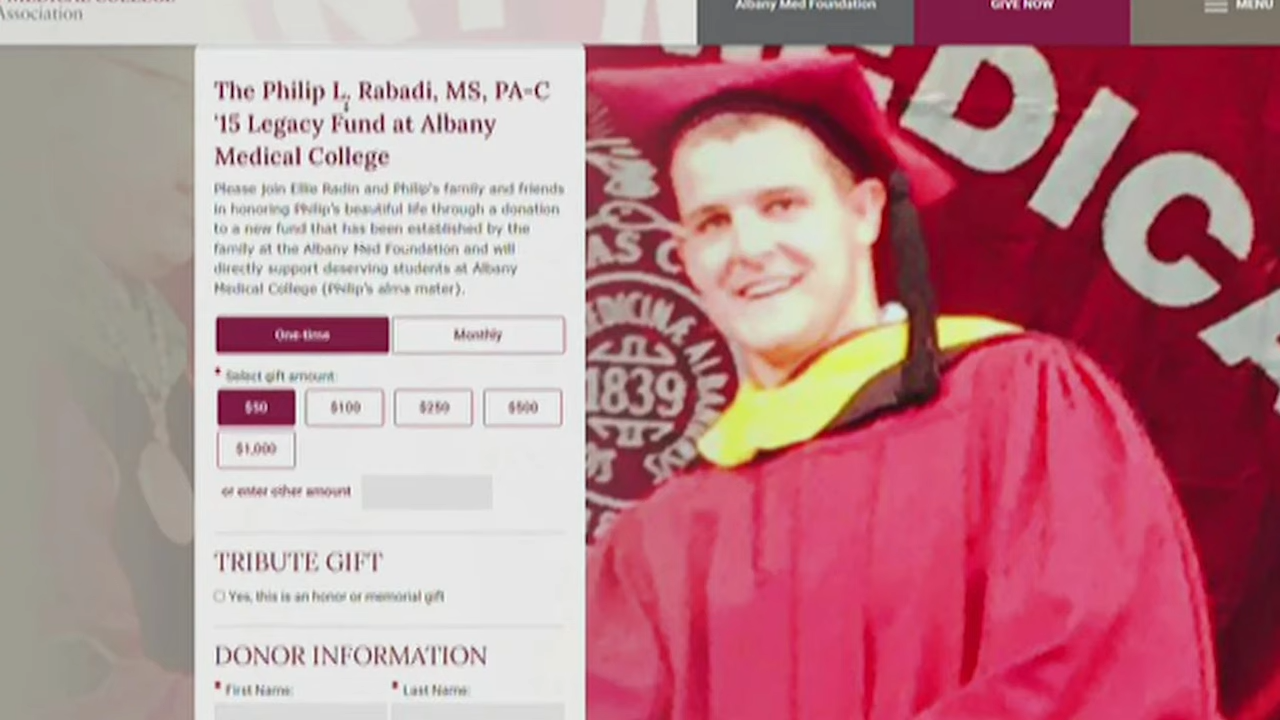 Association
Albany Med Foundation
GIVE NOW
MENU
The Philip L. Rabadi, MS, PA-C
'15 Legacy Fund at Albany
Medical College
Please join Ellie Radin and Philip's family and friends
in honoring Philip's beautiful life through a donation
to a new fund that has been established by the
family at the Albany Med Foundation and will
directly support deserving students at Albany
Medical College (Philip's alma mater).
One-time
Monthly
* Select gift amount:
$50
$100
$250
$500
$1,000
or enter other amount
TRIBUTE GIFT
Yes, this is an honor or memorial gift
DONOR INFORMATION
* First Name:
* Last Name:
EDICA
1839